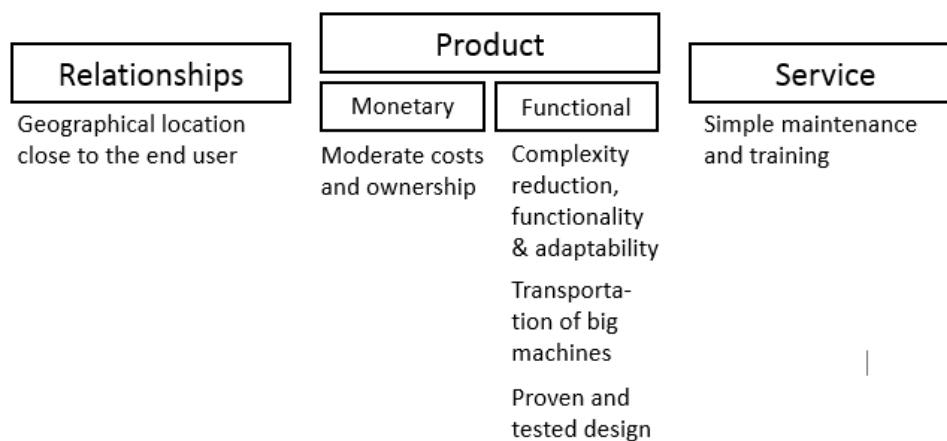 Relationships
Geographical location
close to the end user
Product
Monetary
Moderate costs
and ownership
Functional
Complexity
reduction,
functionality
& adaptability
Transporta-
tion of big
machines
Proven and
tested design
Service
Simple maintenance
and training